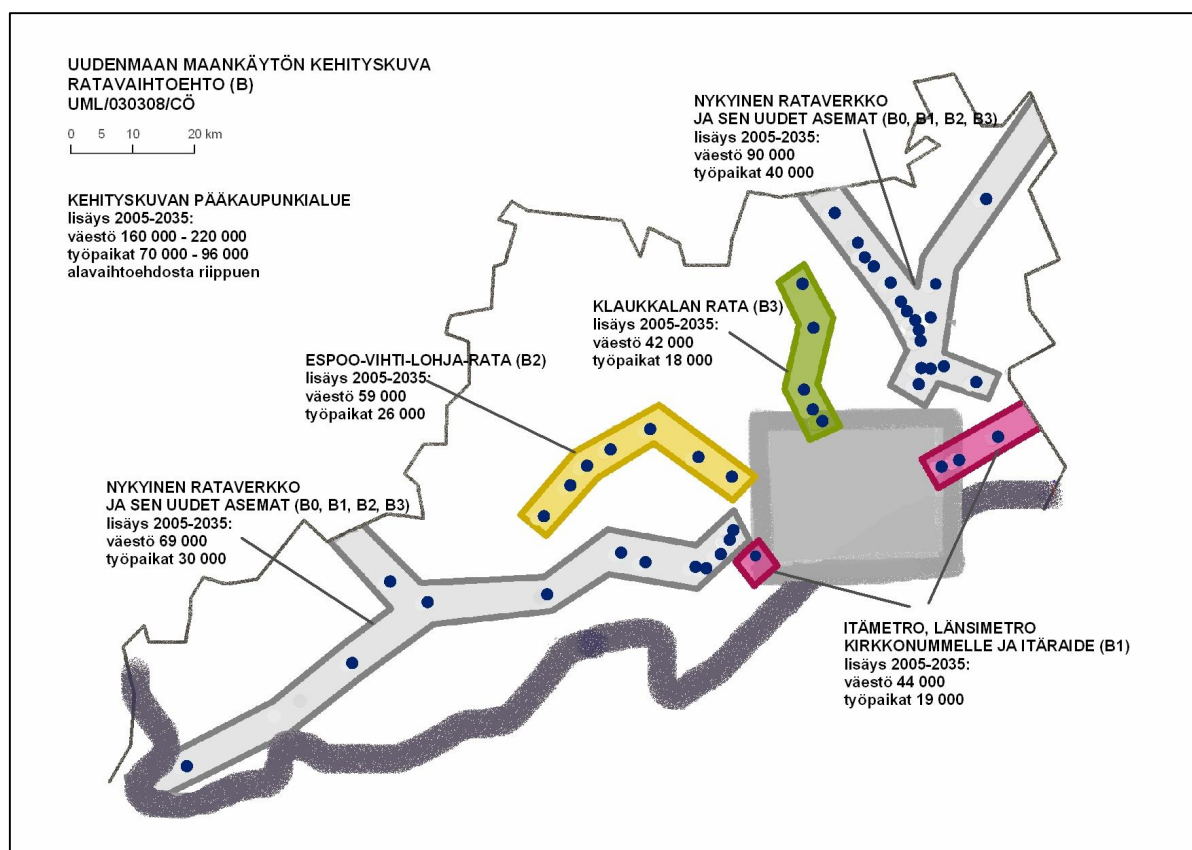 UUDENMAAN MAANKÄYTÖN KEHITYSKUVA
RATAVAIHTOEHTO (B)
UML/030308/CÖ
0 5 10 20 km
KEHITYSKUVAN PÄÄKAUPUNKIALUE
lisäys 2005-2035:
väestö 160 000 - 220 000
työpaikat 70 000 - 96 000
alavaihtoehdosta riippuen
NYKYINEN RATAVERKKO
JA SEN UUDET ASEMAT (B0, B1, B2, B3)
lisäys 2005-2035:
väestö 90 000
työpaikat 40 000
KLAUKKALAN RATA (B3)
lisäys 2005-2035:
väestö 42 000
työpaikat 18 000
ESPOO-VIHTI-LOHJA-RATA (B2)
lisäys 2005-2035:
väestö 59 000
työpaikat 26 000
NYKYINEN RATAVERKKO
JA SEN UUDET ASEMAT (B0, B1, B2, B3)
lisäys 2005-2035:
väestö 69 000
työpaikat 30 000
ITÄMETRO, LÄNSIMETRO
KIRKKONUMMELLE JA ITÄRAIDE (B1)
lisäys 2005-2035:
väestö 44 000
työpaikat 19 000